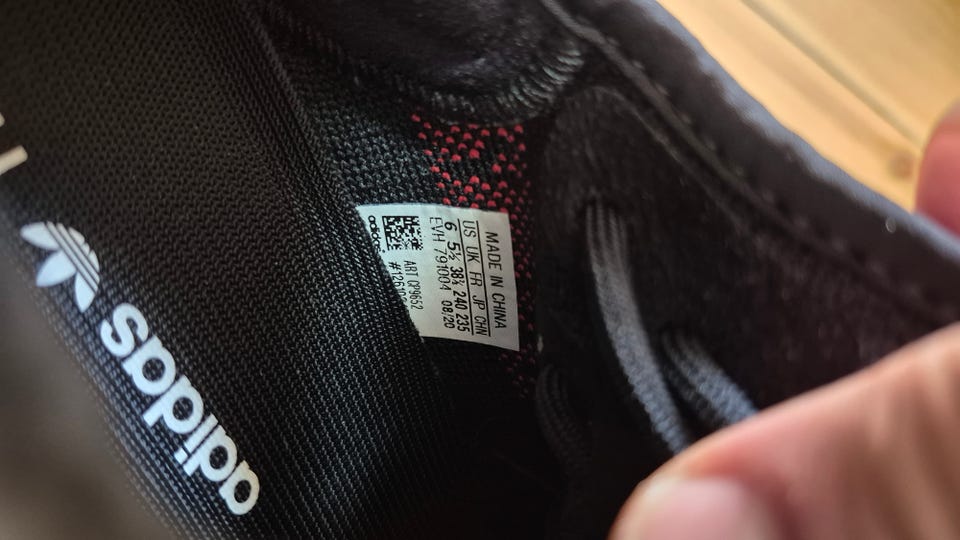 adidas
MADE IN CHINA
US UK FR JP CHN
6 5½ 38⅔ 240 235
EVH 791004 08/20
ART CP9652
adidas